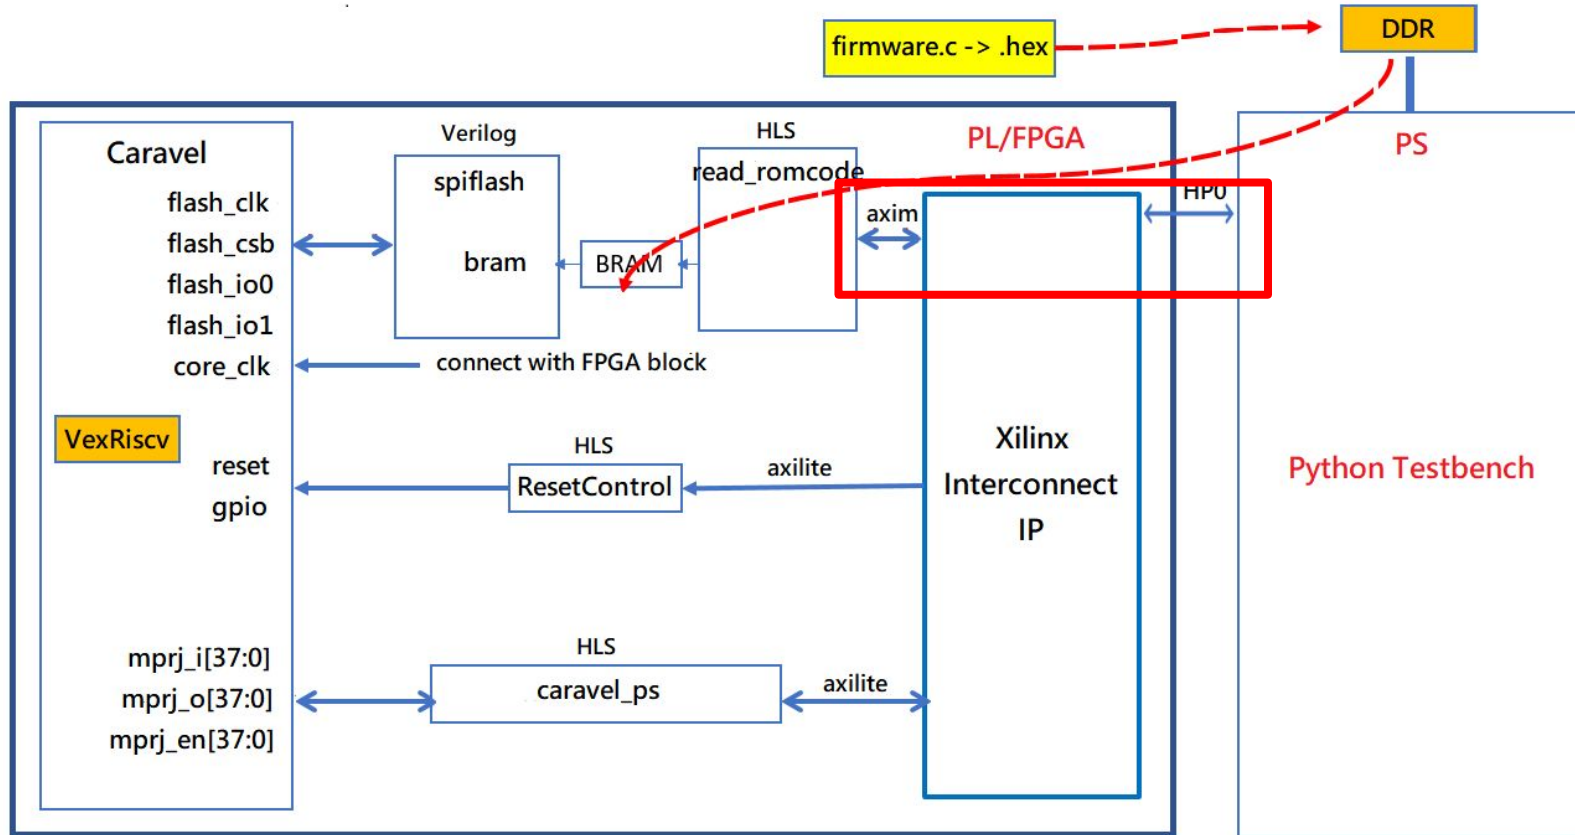 firmware.c -> .hex
DDR
PL/FPGA
PS
Caravel
flash_clk
flash_csb
flash_io0
flash_io1
core_clk
VexRiscv
reset
gpio
mprj_i[37:0]
mprj_o[37:0]
mprj_en[37:0]
Verilog
spiflash
bram
BRAM
HLS
read_romcode
axim
HP0
connect with FPGA block
HLS
ResetControl
axilite
HLS
caravel_ps
axilite
Xilinx
Interconnect
IP
Python Testbench